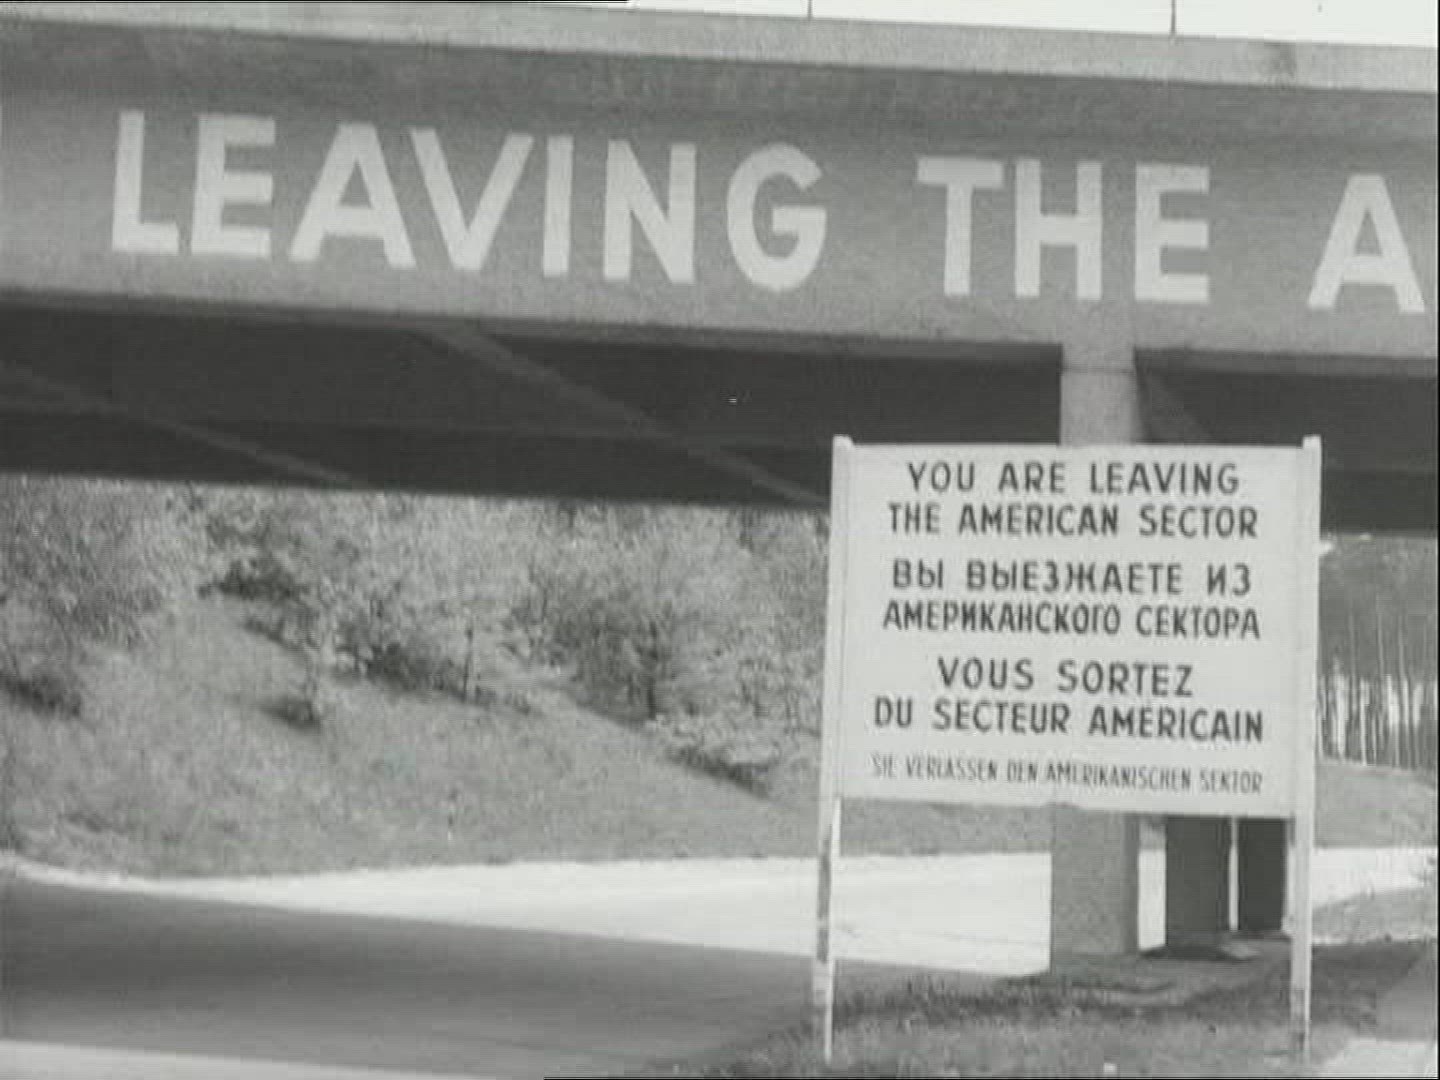 LEAVING THE A
YOU ARE LEAVING
THE AMERICAN SECTOR
ВЫ ВЫЕЗЖАЕТЕ ИЗ
АМЕРИКАНСКОГО СЕКТОРА
VOUS SORTEZ
DU SECTEUR AMERICAIN
SIE VERLASSEN DEN AMERIKANISCHEN SEKTOR